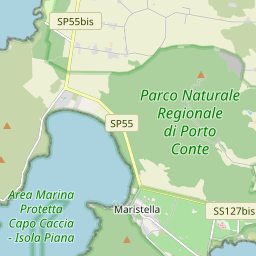 SP55bis
Parco Naturale
Regionale
di Porto
Conte
SP55
Area Marina
Protetta
Capo Caccia
- Isola Piana
Maristella
SS127bis